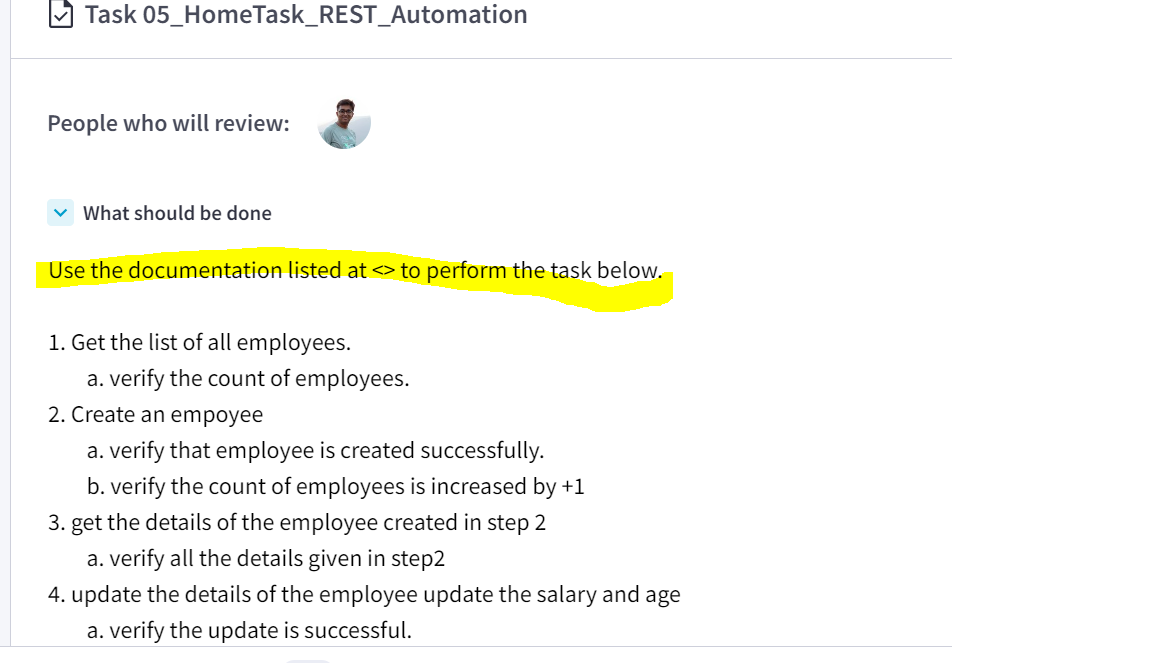 Task 05_HomeTask_REST_Automation
People who will review:
What should be done
Use the documentation listed at <> to perform the task below.
1. Get the list of all employees.
a. verify the count of employees.
2. Create an empoyee
a. verify that employee is created successfully.
b. verify the count of employees is increased by +1
3. get the details of the employee created in step 2
a. verify all the details given in step2
4. update the details of the employee update the salary and age
a. verify the update is successful.